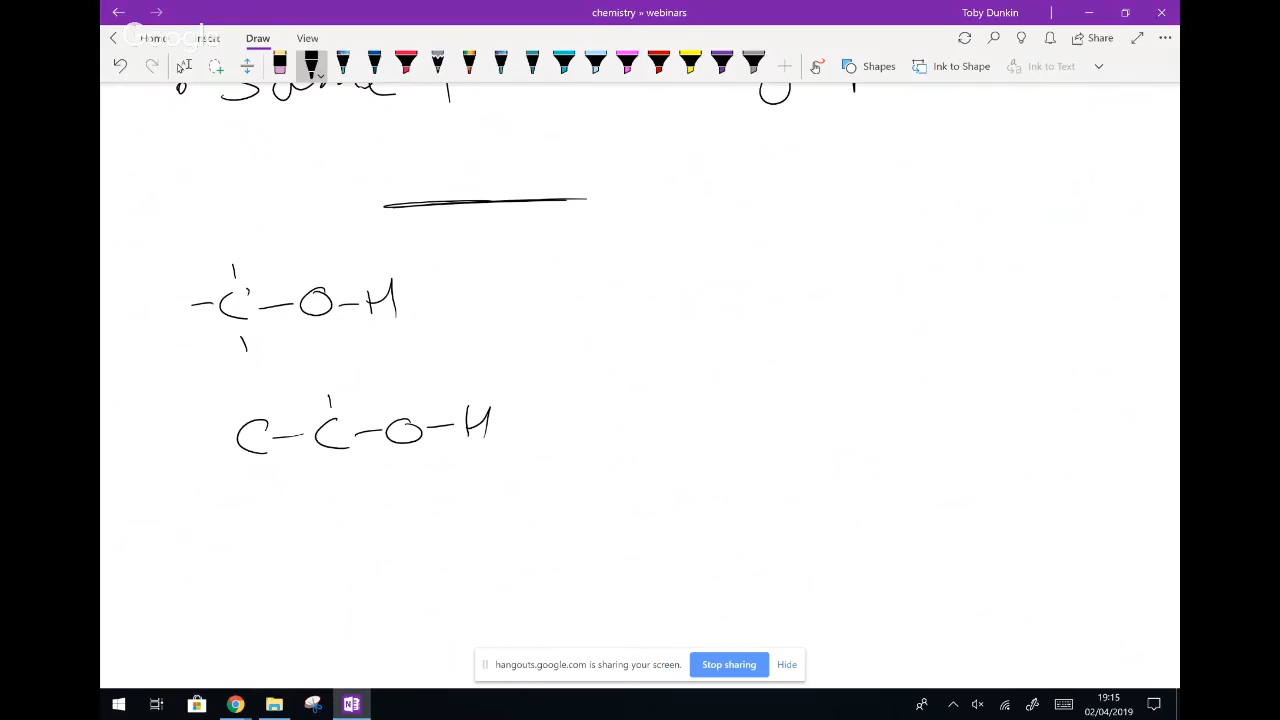 chemistry » webinars Toby Dunkin
Google
Home Insert Draw View Share
Shapes Ink to Shape Ink to Text
-C-O-H
C-C-O-H
hangouts.google.com is sharing your screen. Stop sharing Hide
19:15
02/04/2019